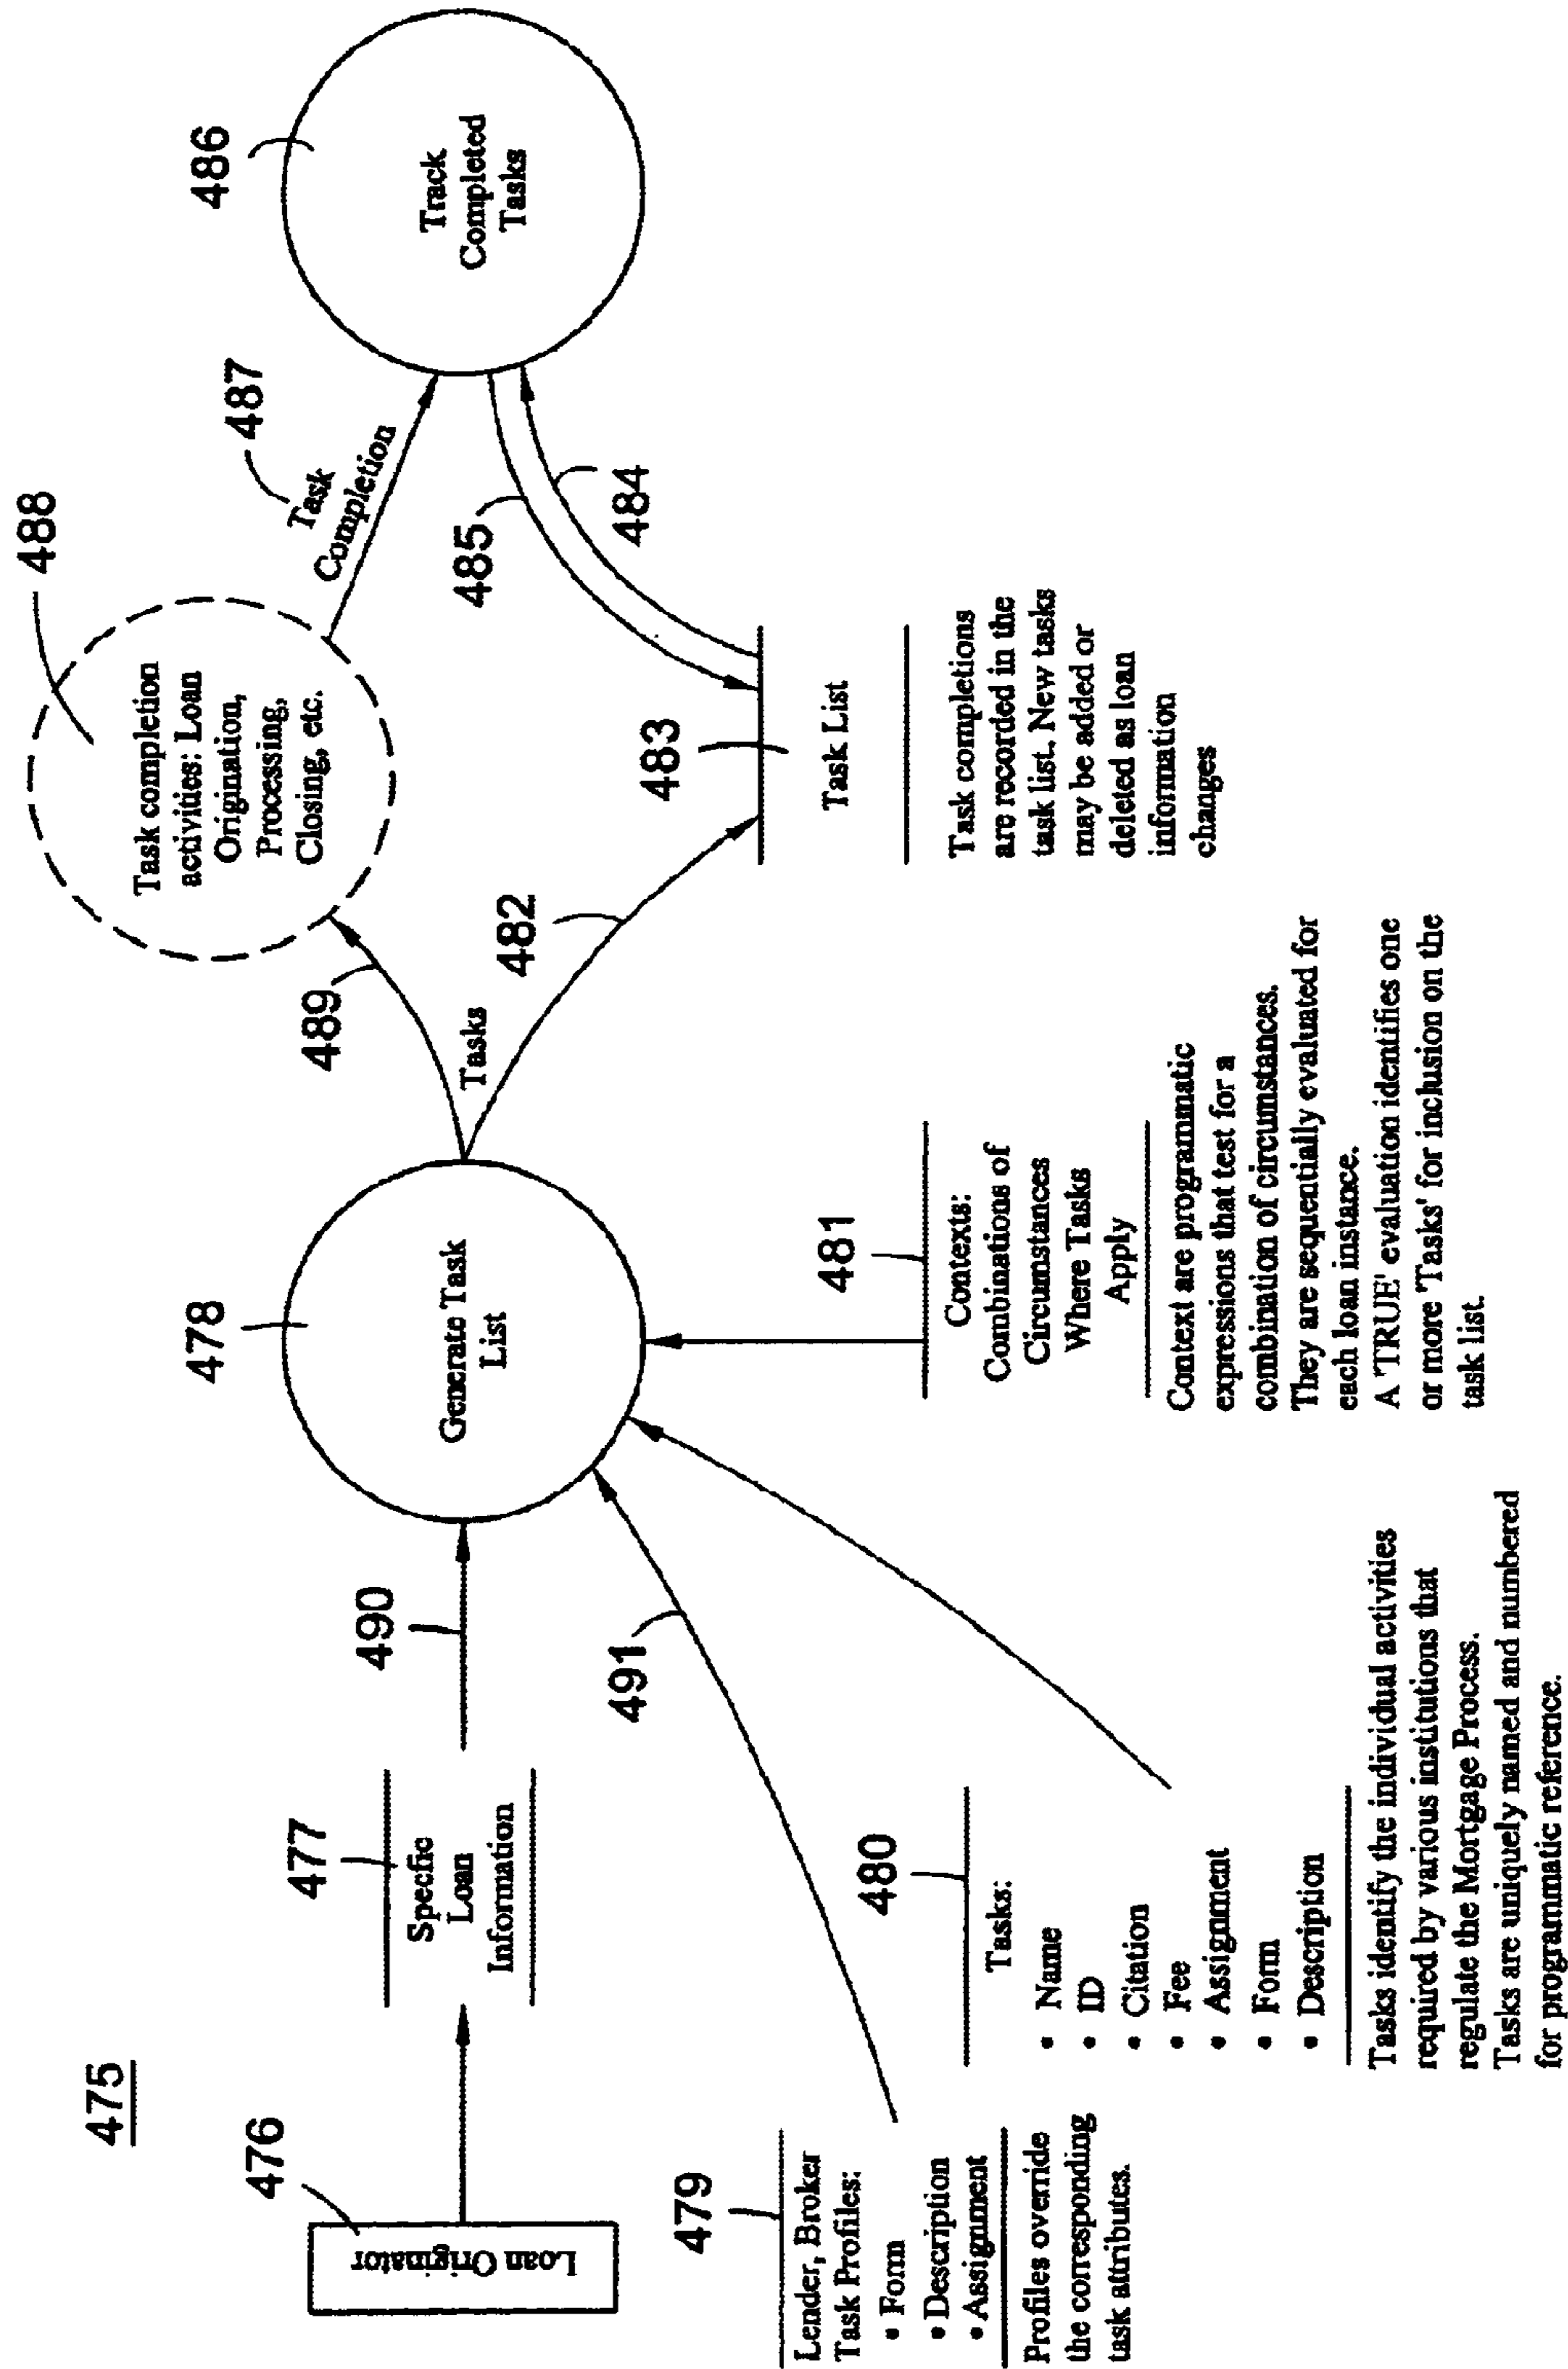 475
476
Loan Originator
477
Specfic
Loan
Information
490
478
Generate Task
List
479
Lender, Broker
Task Profiles:
• Form
• Description
• Assignment
Profiles override
the corresponding
task attributes.
491
480
Tasks:
• Name
• ID
• Citation
• Fee
• Assignment
• Form
• Description
Tasks identify the individual activities
required by various institutions that
regulate the Mortgage Process.
Tasks are uniquely named and numbered
for programmatic reference.
481
Contexts:
Combinations of
Circumstances
Where Tasks
Apply
Context are programmatic
expressions that test for a
combination of circumstances.
They are sequentially evaluated for
each loan instance.
A 'TRUE' evaluation identifies one
or more 'Tasks' for inclusion on the
task list.
489
Tasks
482
488
Task completion
activities: Loan
Origination,
Processing,
Closing, etc.
487
Task
Completion
483
Task List
Task completions
are recorded in the
task list. New tasks
may be added or
deleted as loan
information
changes
485
484
486
Track
Completed
Tasks